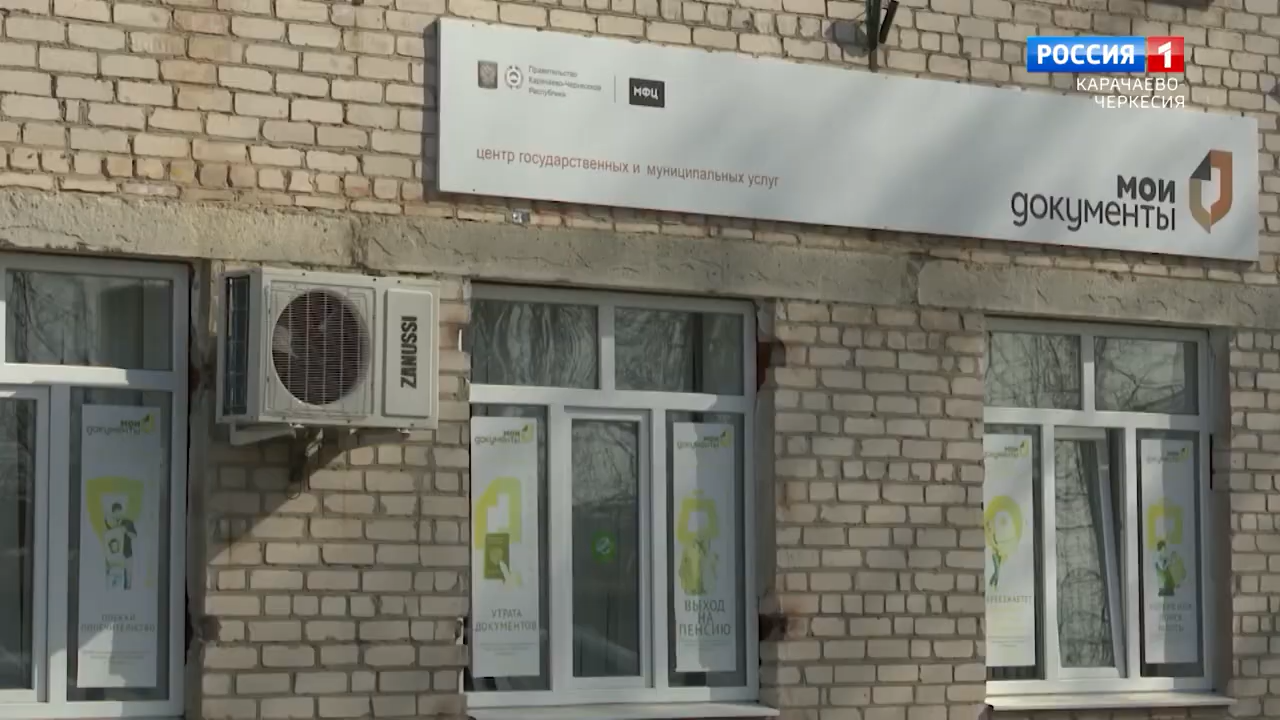 РОССИЯ 1
КАРАЧАЕВО-
ЧЕРКЕСИЯ
Правительство
Карачаево-Черкесской
Республики
МФЦ
центр государственных и муниципальных услуг
МОИ
ДОКУМЕНТЫ
ZANUSSI
МОИ
ДОКУМЕНТЫ
ПОПЕЧИТЕЛЬСТВО
МОИ
ДОКУМЕНТЫ
УТРАТА
ДОКУМЕНТОВ
МОИ
ДОКУМЕНТЫ
ВЫХОД
НА
ПЕНСИЮ
МОИ
ДОКУМЕНТЫ
МОИ
ДОКУМЕНТЫ